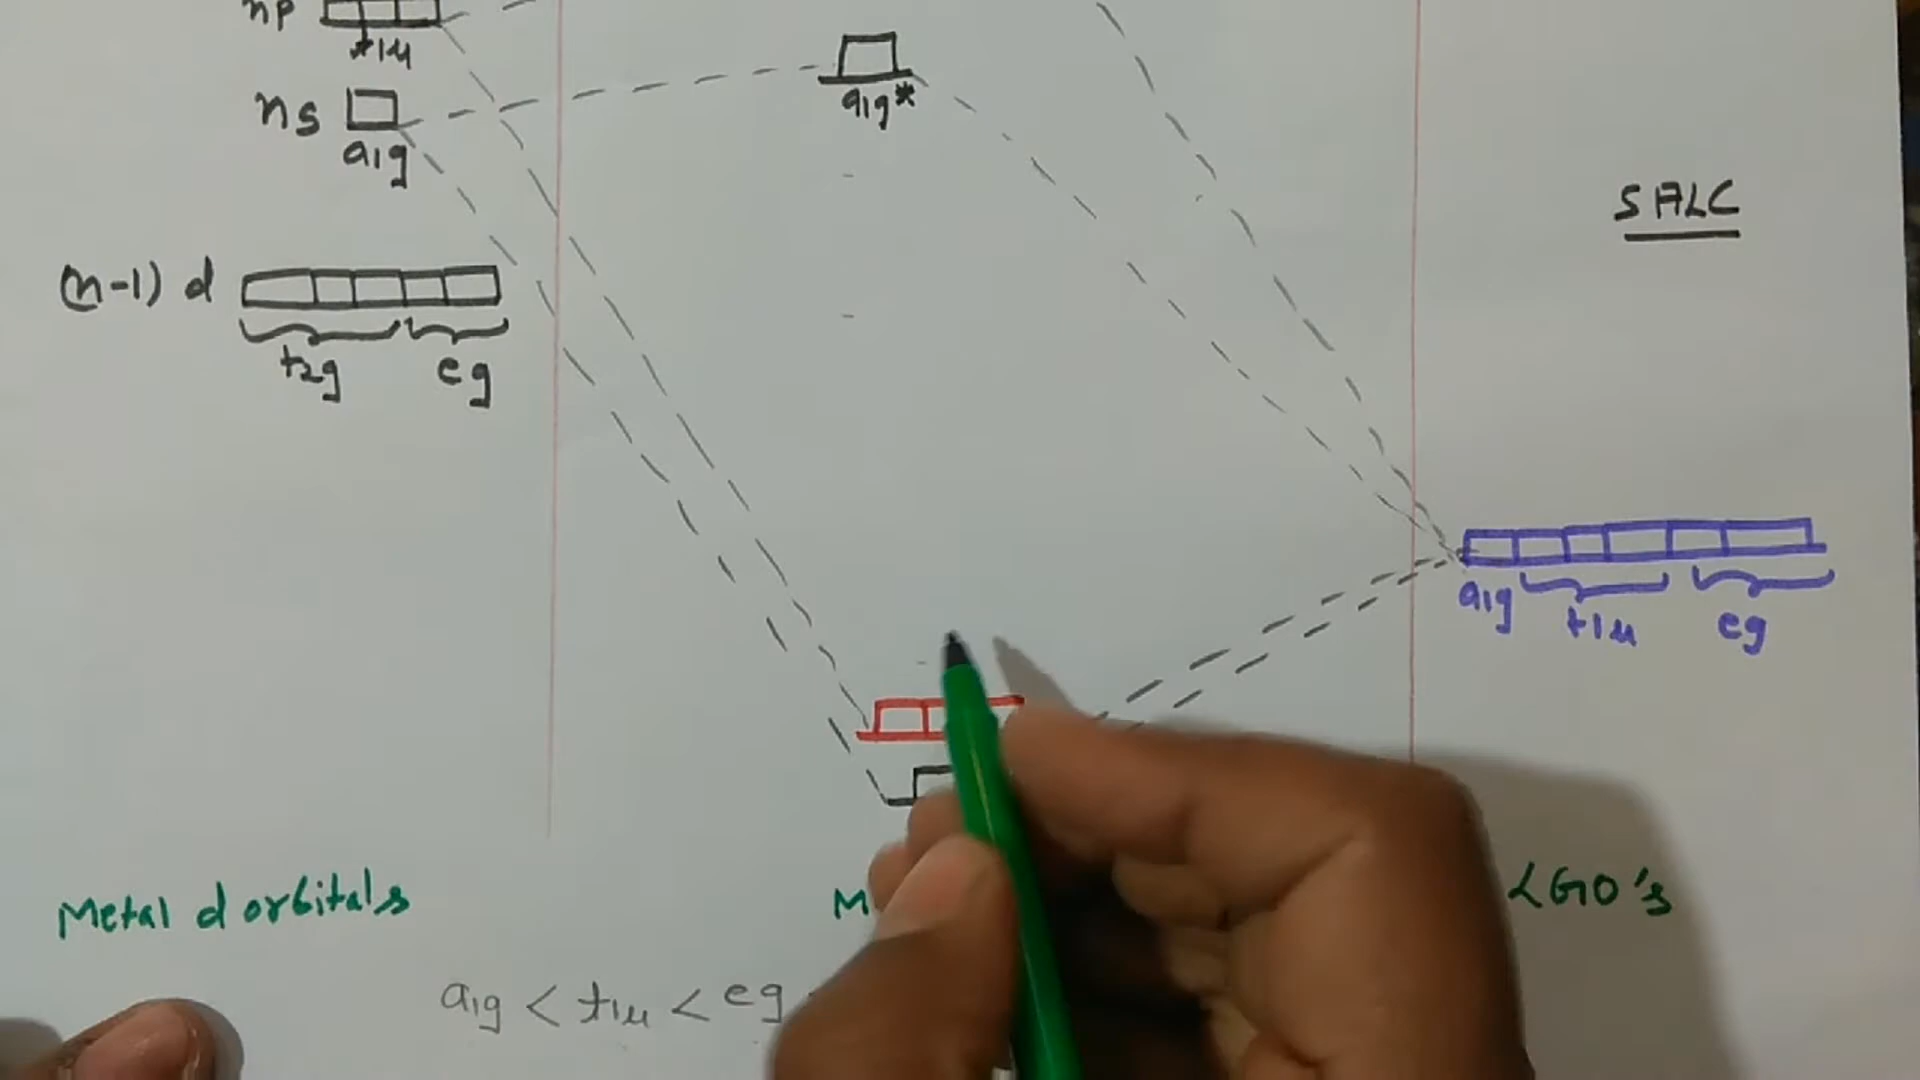 np
t1u
a1g*
ns
a1g
SALC
(n-1) d
t2g eg
a1g t1u eg
Metal d orbitals
M
LGO's
a1g < t1u < eg